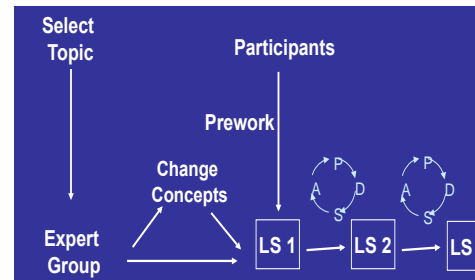 Select
Topic
Participants
Prework
Change
Concepts
P
A D
S
P
A D
S
Expert
Group
LS 1
LS 2
LS